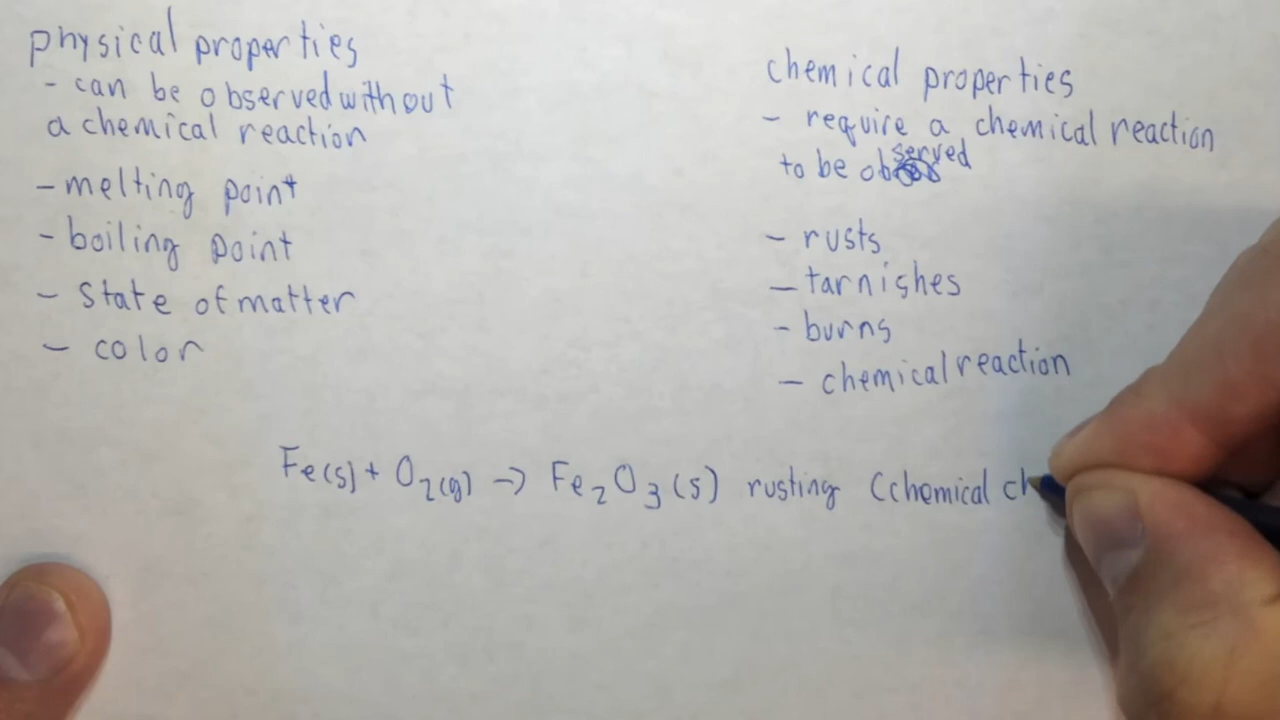 physical properties
- can be observed without
a chemical reaction
- melting point
- boiling point
- state of matter
- color
chemical properties
- require a chemical reaction
to be observed
- rusts
- tarnishes
- burns
- chemical reaction
Fe(s) + O₂(g) → Fe₂O₃(s) rusting (chemical ch